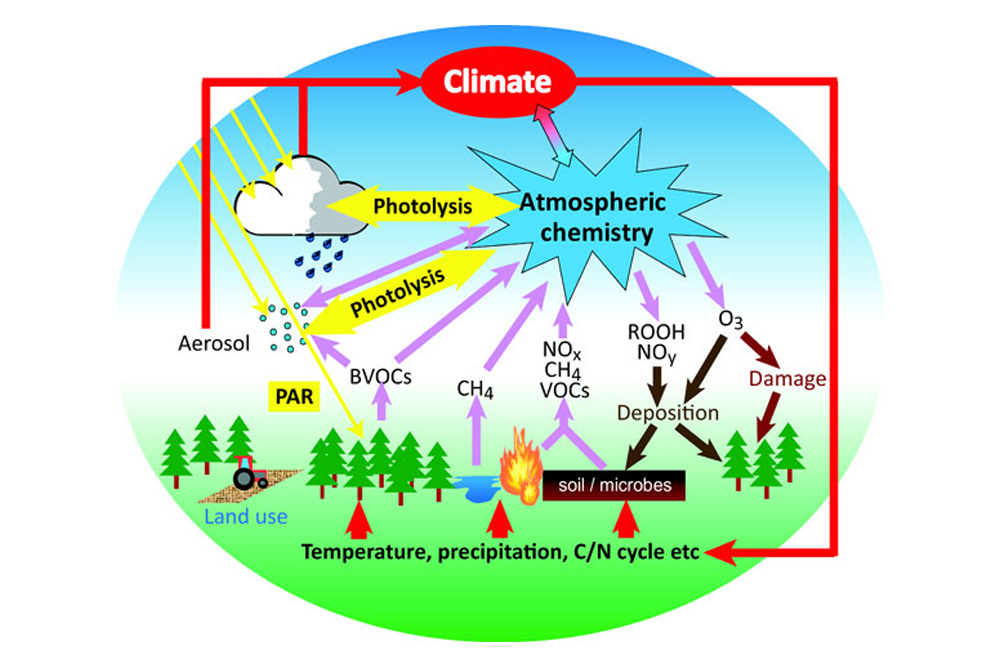 Climate
Photolysis
Atmospheric
chemistry
Photolysis
Aerosol
O3
ROOH
NOy
NOx
CH4
VOCs
BVOCs
CH4
PAR
Damage
Deposition
soil / microbes
Land use
Temperature, precipitation, C/N cycle etc